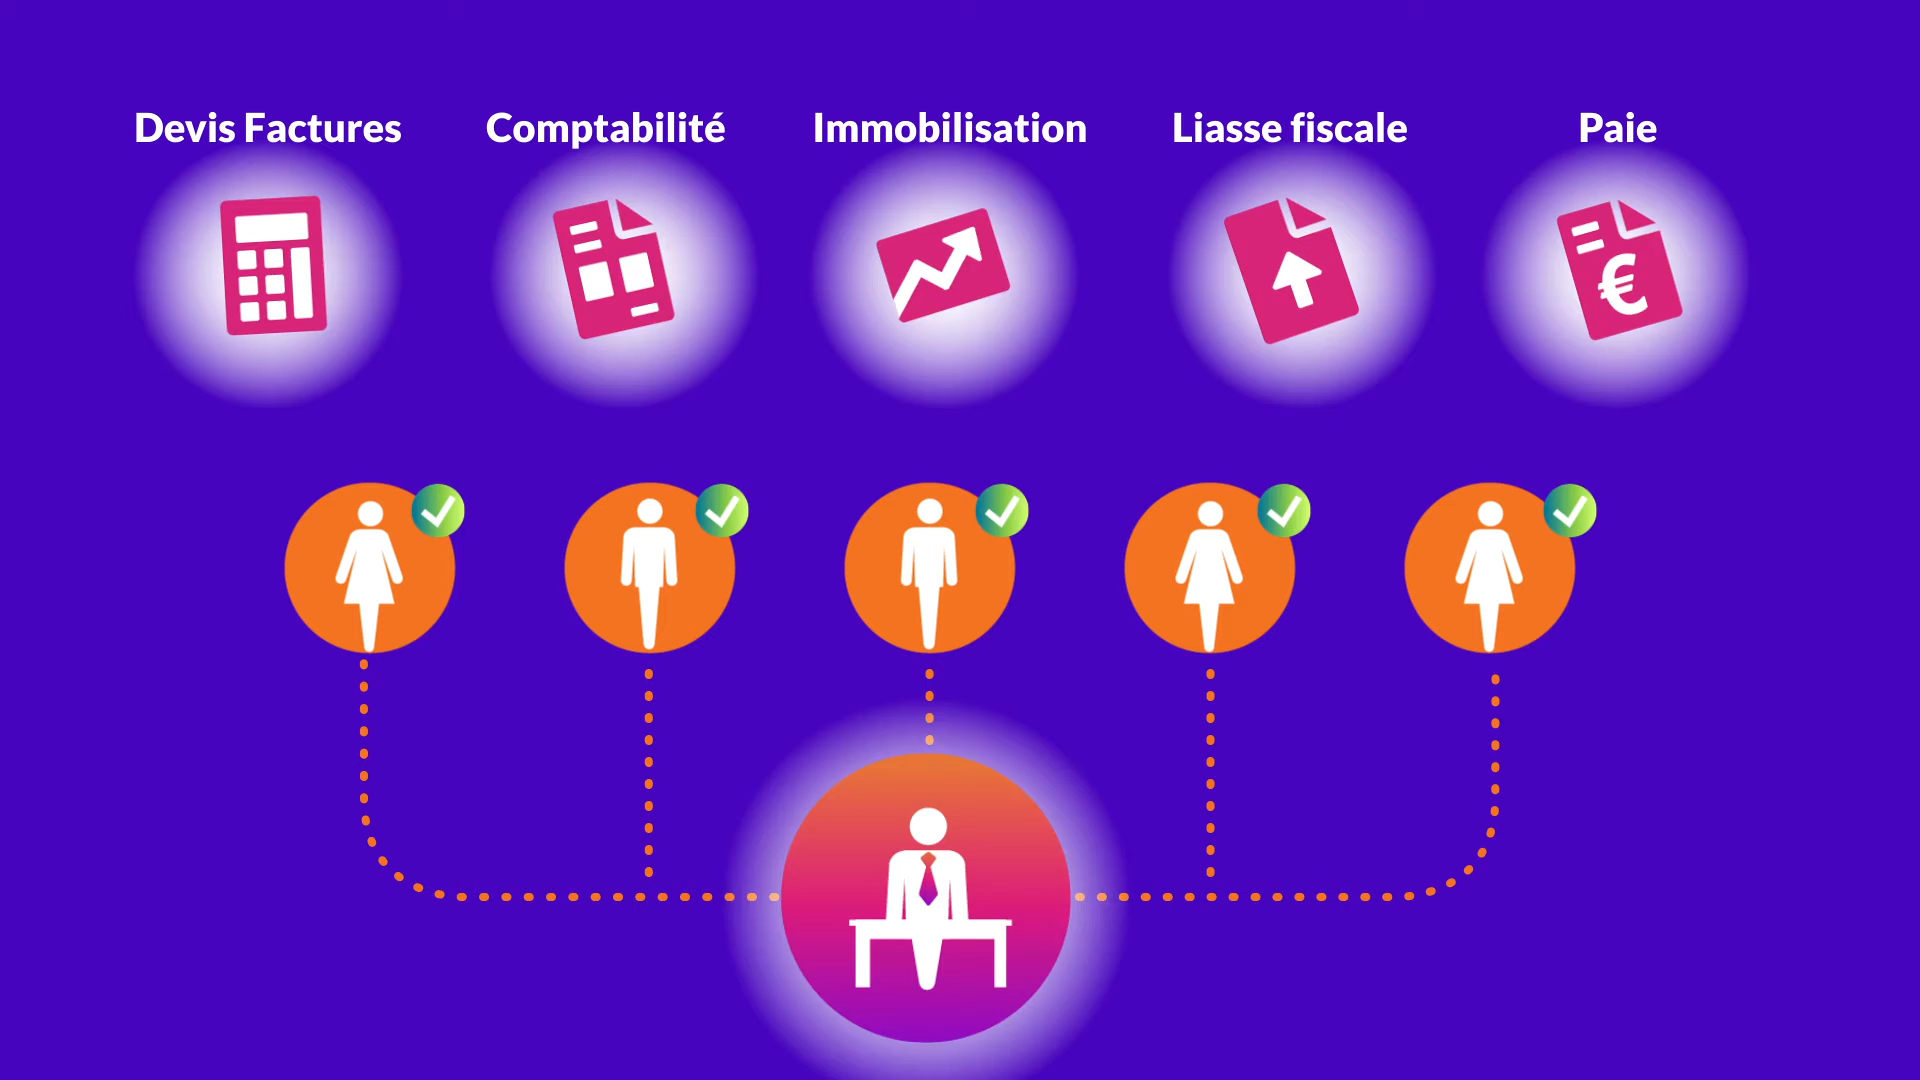 Devis Factures
Comptabilité
Immobilisation
Liasse fiscale
Paie
€